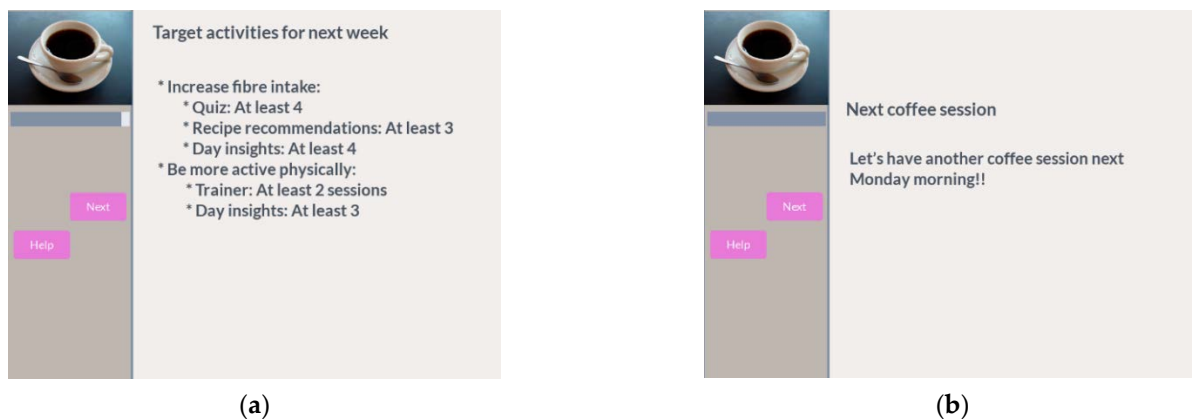 Target activities for next week
* Increase fibre intake:
* Quiz: At least 4
* Recipe recommendations: At least 3
* Day insights: At least 4
* Be more active physically:
* Trainer: At least 2 sessions
* Day insights: At least 3
Next
Help
(a)
Next coffee session
Let's have another coffee session next
Monday morning!!
Next
Help
(b)